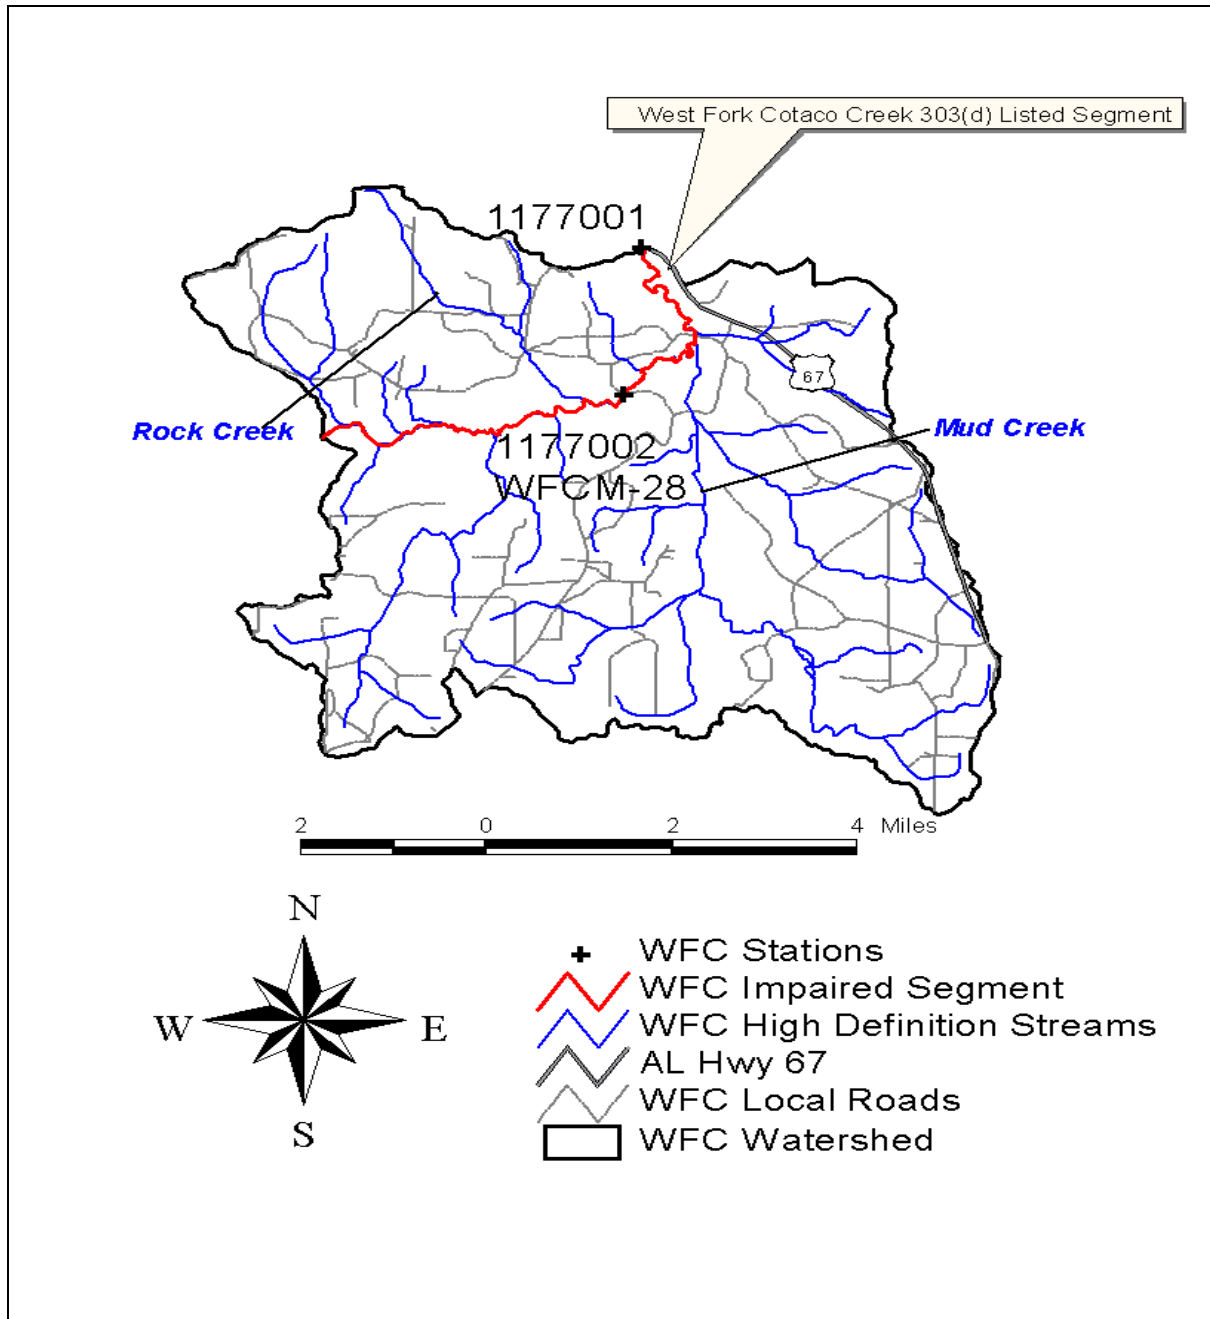 West Fork Cotaco Creek 303(d) Listed Segment
1177001
67
Rock Creek
Mud Creek
1177002
WFCM-28
2 0 2 4 Miles
N
W E
S
WFC Stations
WFC Impaired Segment
WFC High Definition Streams
AL Hwy 67
WFC Local Roads
WFC Watershed